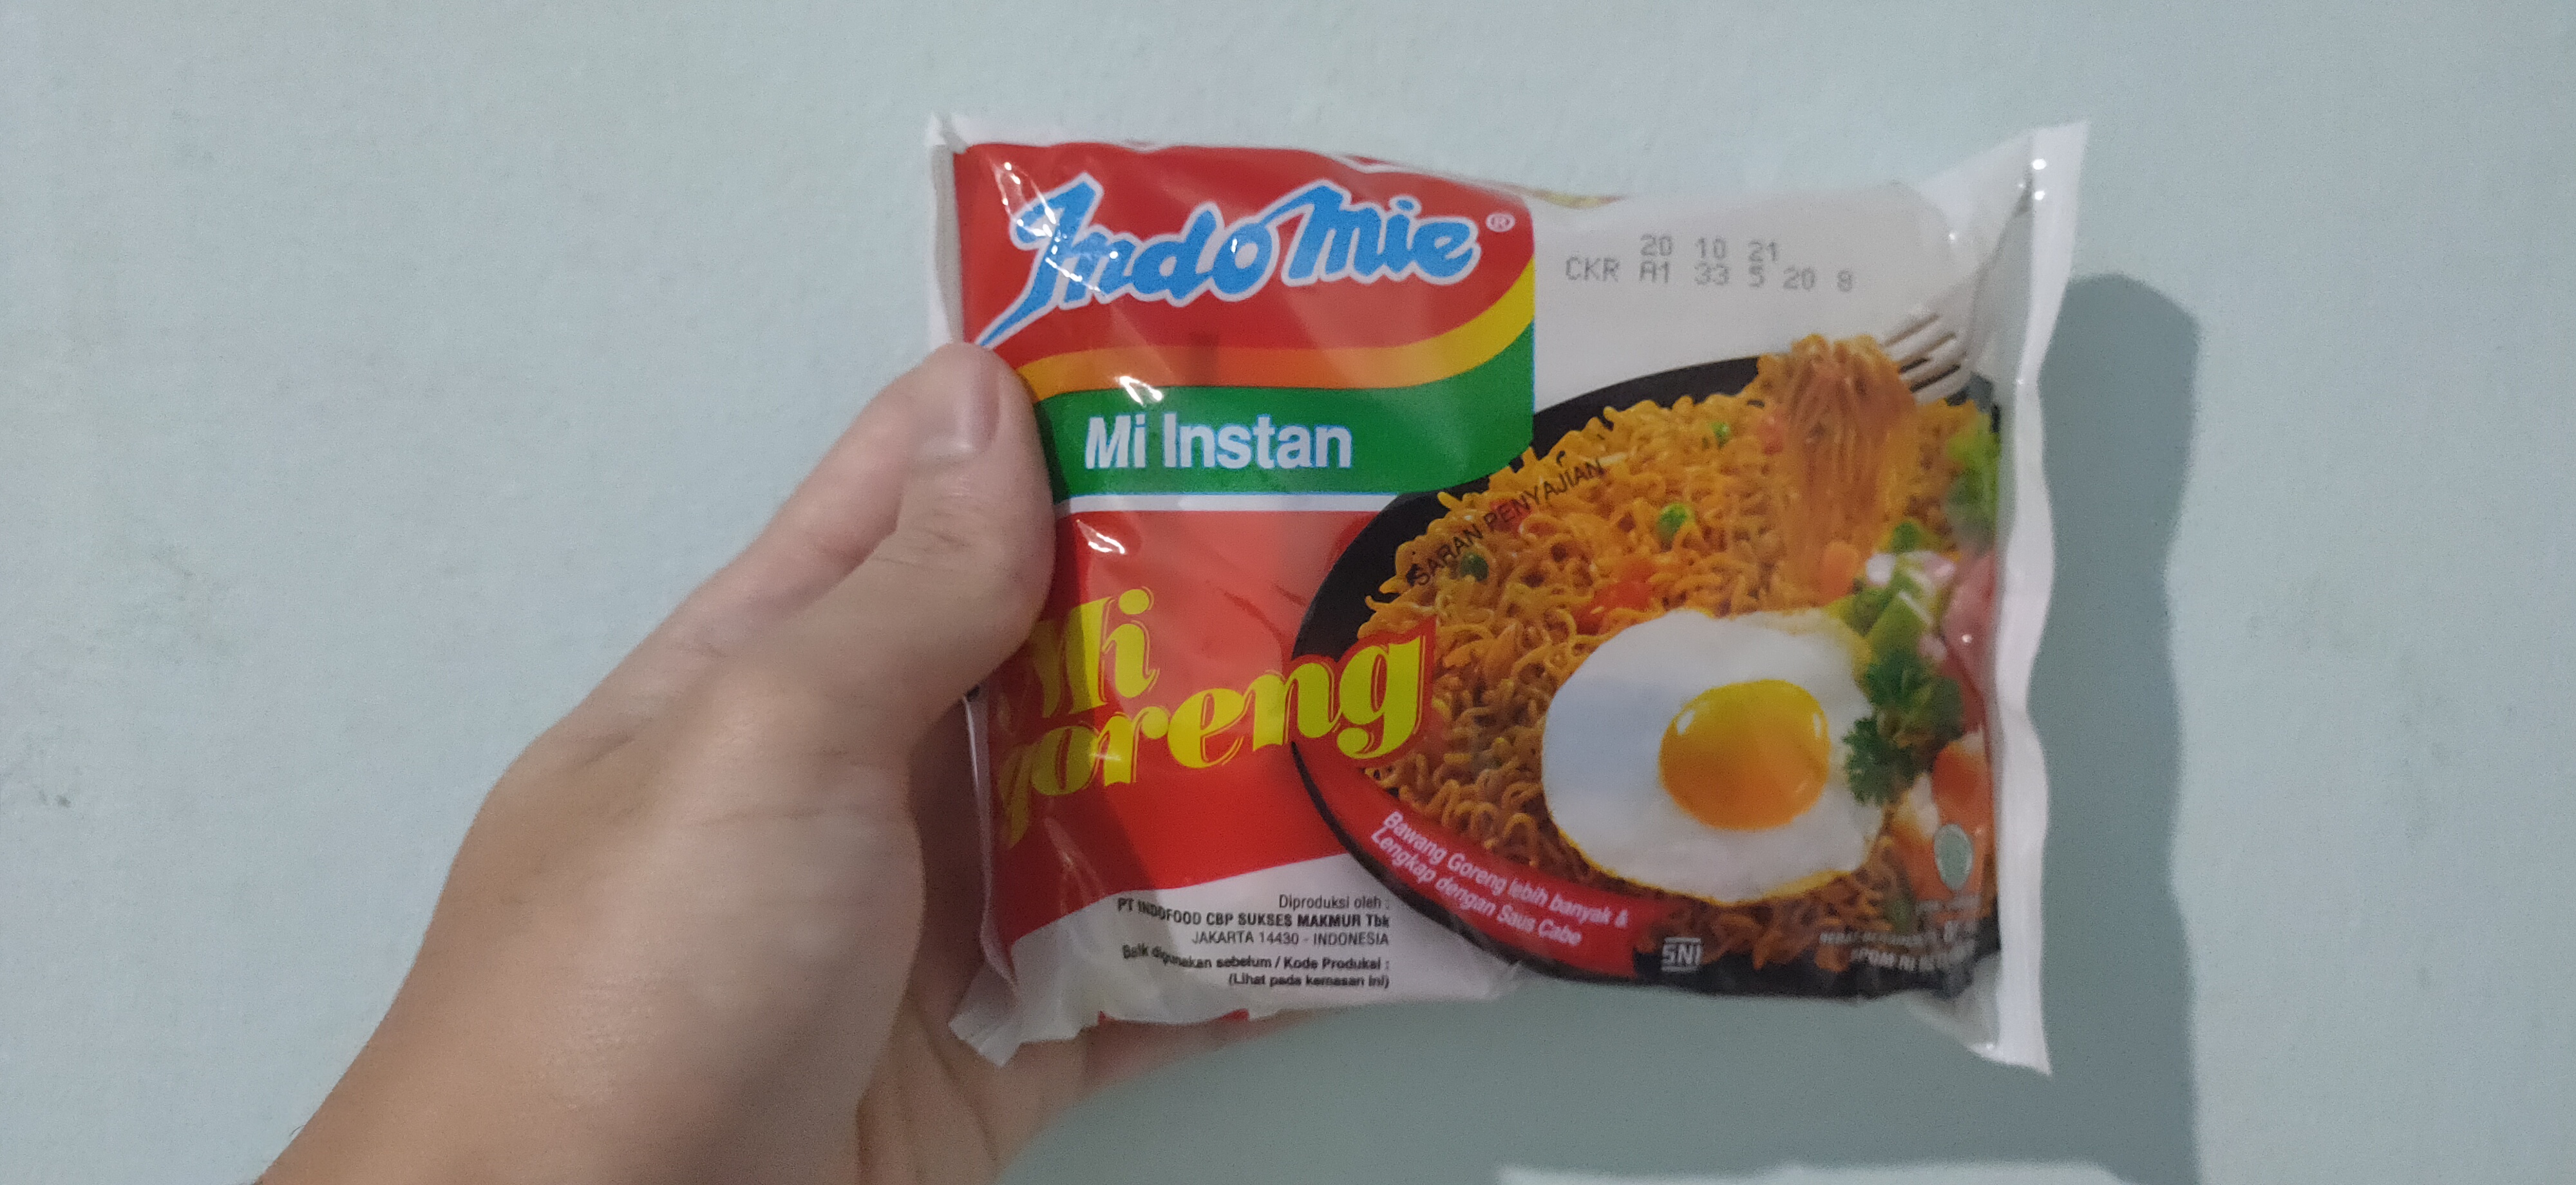 IndoMie®
20 10 21
CKR A1 33 5 20 8
Mi Instan
SARAN PENYAJIAN
Mi
goreng
Bawang Goreng lebih banyak &
Lengkap dengan Saus Cabe
Diproduksi oleh :
PT INDOFOOD CBP SUKSES MAKMUR Tbk
JAKARTA 14430 - INDONESIA
Baik digunakan sebelum / Kode Produksi :
(Lihat pada kemasan ini)
SNI
BPOM RI